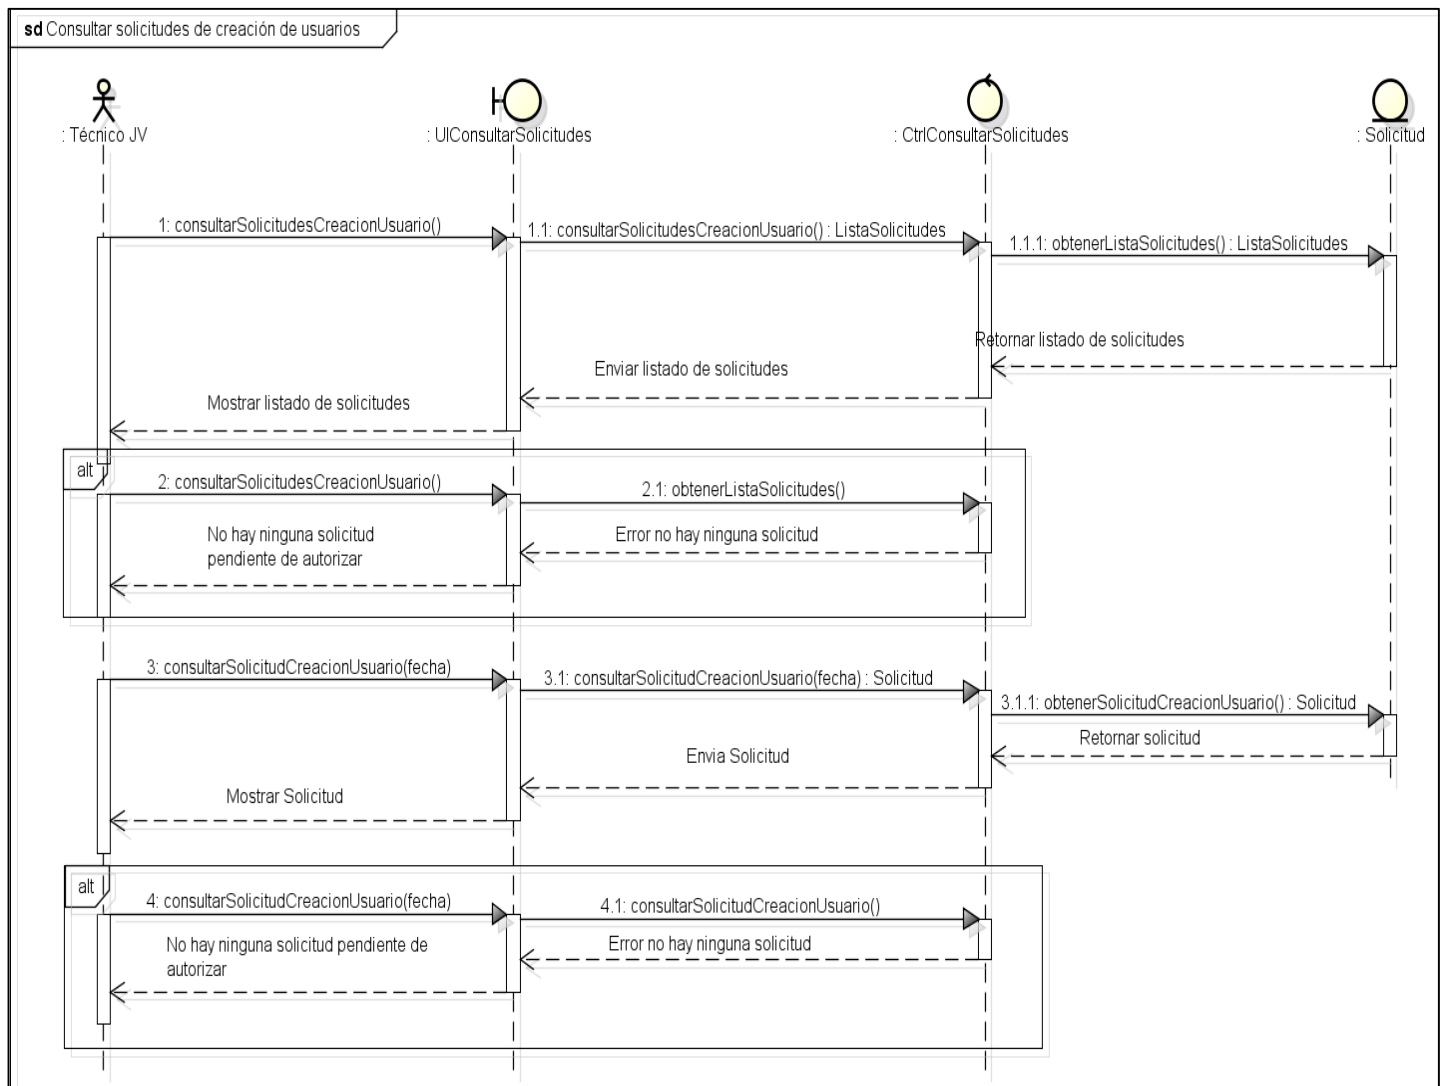 sd Consultar solicitudes de creación de usuarios
: Técnico JV
: UIConsultarSolicitudes
: CtrlConsultarSolicitudes
: Solicitud
1: consultarSolicitudesCreacionUsuario()
1.1: consultarSolicitudesCreacionUsuario() : ListaSolicitudes
1.1.1: obtenerListaSolicitudes() : ListaSolicitudes
Retornar listado de solicitudes
Enviar listado de solicitudes
Mostrar listado de solicitudes
alt
2: consultarSolicitudesCreacionUsuario()
2.1: obtenerListaSolicitudes()
No hay ninguna solicitud
pendiente de autorizar
Error no hay ninguna solicitud
3: consultarSolicitudCreacionUsuario(fecha)
3.1: consultarSolicitudCreacionUsuario(fecha) : Solicitud
3.1.1: obtenerSolicitudCreacionUsuario() : Solicitud
Retornar solicitud
Envia Solicitud
Mostrar Solicitud
alt
4: consultarSolicitudCreacionUsuario(fecha)
4.1: consultarSolicitudCreacionUsuario()
No hay ninguna solicitud pendiente de
autorizar
Error no hay ninguna solicitud